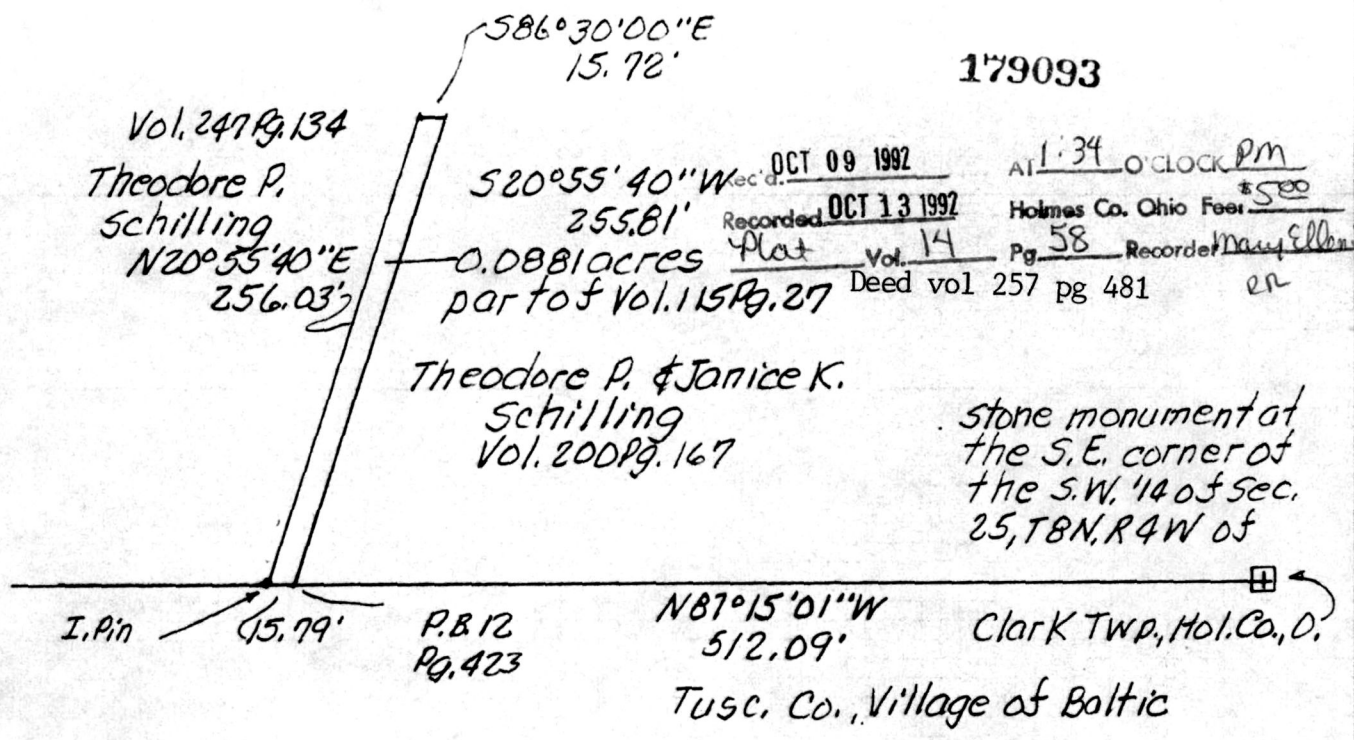 S86°30'00"E
15.72'
179093
Vol. 247 Pg. 134
Theodore P.
Schilling
N20°55'40"E
256.03'
S20°55'40"W
255.81'
0.0881 acres
part of Vol. 115 Pg. 27
Rec'd. OCT 09 1992 AT 1:34 O'CLOCK PM
Recorded OCT 13 1992 Holmes Co. Ohio Fee: $5.00
Plat Vol. 14 Pg. 58 Recorder Mary Ellen
Deed vol 257 pg 481
Theodore P. & Janice K.
Schilling
Vol. 200 Pg. 167
stone monument at
the S.E. corner of
the S.W. 1/4 of Sec.
25, T8N, R4W of
Clark Twp., Hol. Co., O.
I. Pin
15.79'
P.B. 12
Pg. 423
N87°15'01"W
512.09'
Tusc. Co., Village of Baltic